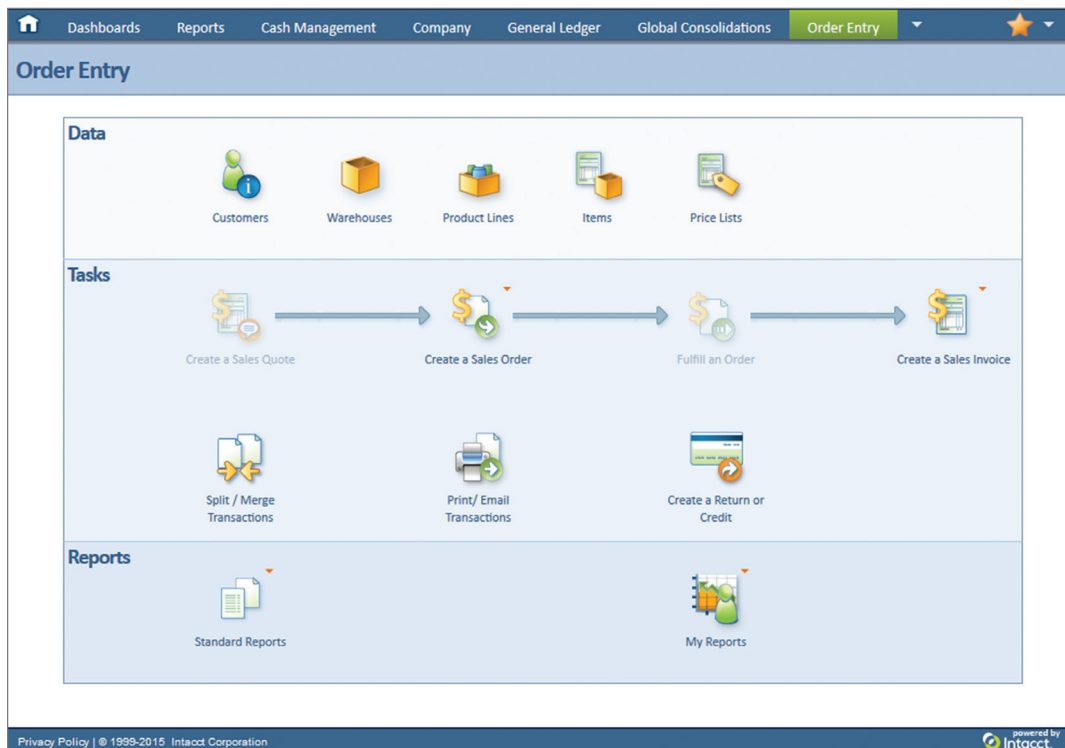 Dashboards Reports Cash Management Company General Ledger Global Consolidations Order Entry
Order Entry
Data
Customers Warehouses Product Lines Items Price Lists
Tasks
Create a Sales Quote Create a Sales Order Fulfill an Order Create a Sales Invoice
Split / Merge
Transactions
Print/ Email
Transactions
Create a Return or
Credit
Reports
Standard Reports My Reports
Privacy Policy | © 1999-2015 Intacct Corporation
powered by
Intacct.